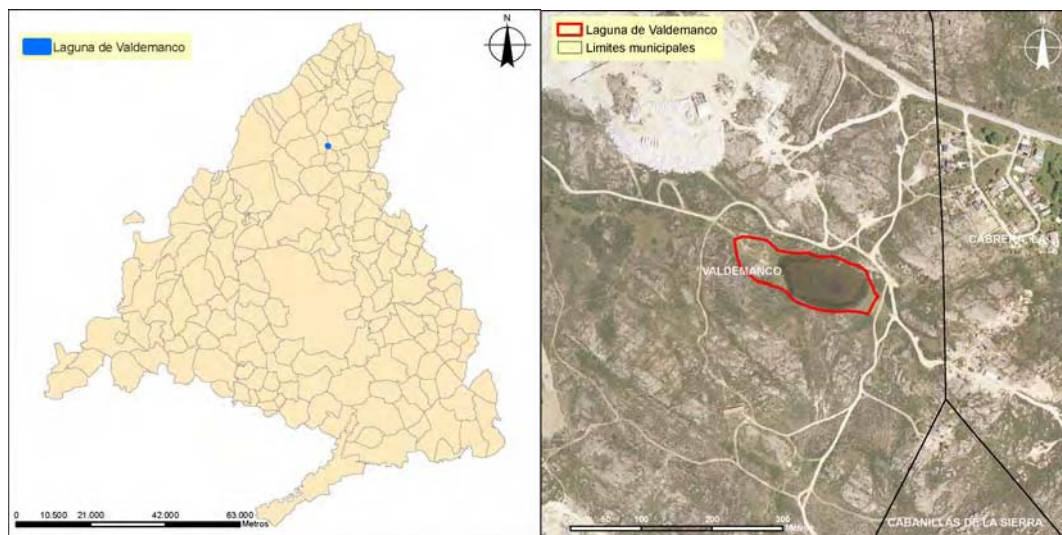 Laguna de Valdemanco
N
0 10.500 21.000 42.000 63.000
Metros
Laguna de Valdemanco
Limites municipales
N
CABRERA, LA
VALDEMANCO
0 50 100 200 300
Metros
CABANILLAS DE LA SIERRA